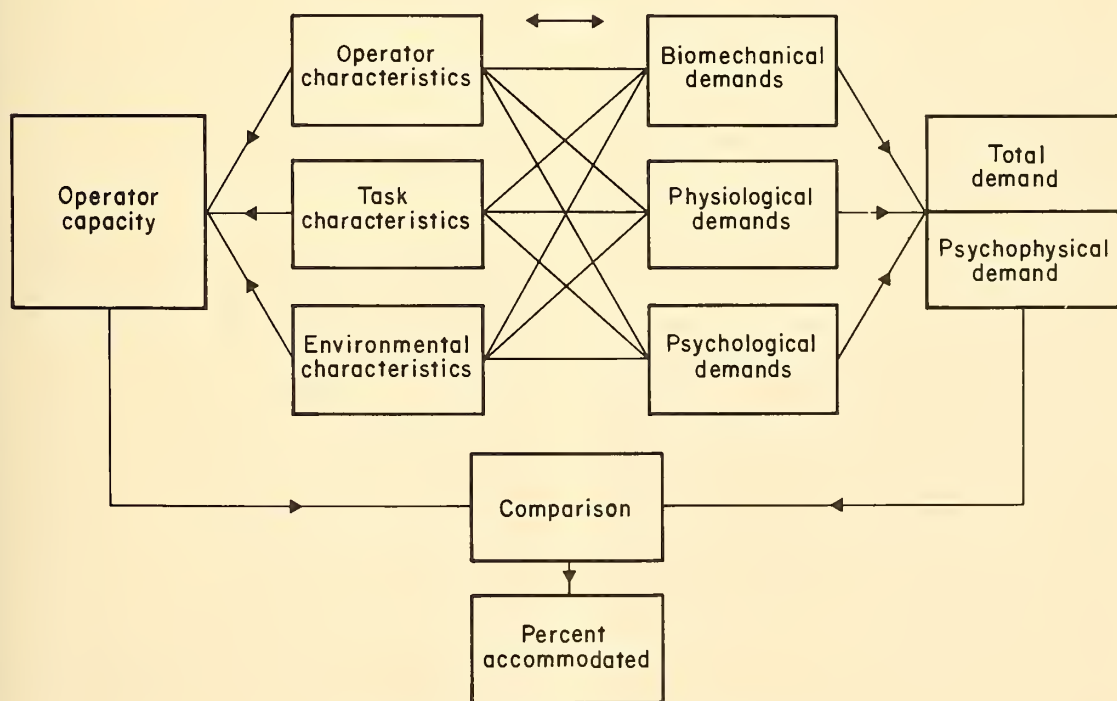 Operator
characteristics
Biomechanical
demands
Operator
capacity
Task
characteristics
Physiological
demands
Total
demand
Psychophysical
demand
Environmental
characteristics
Psychological
demands
Comparison
Percent
accommodated